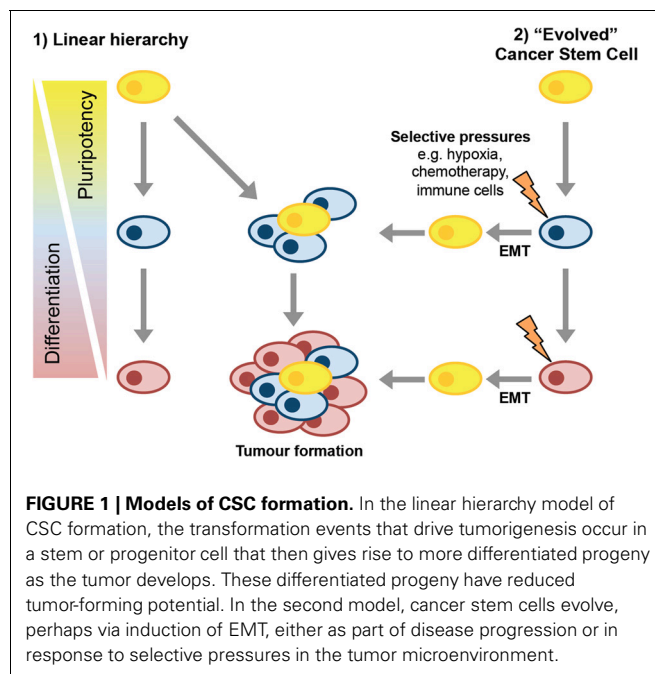 1) Linear hierarchy
2) "Evolved"
Cancer Stem Cell
Pluripotency
Differentiation
Selective pressures
e.g. hypoxia,
chemotherapy,
immune cells
EMT
EMT
Tumour formation
FIGURE 1 | Models of CSC formation. In the linear hierarchy model of
CSC formation, the transformation events that drive tumorigenesis occur in
a stem or progenitor cell that then gives rise to more differentiated progeny
as the tumor develops. These differentiated progeny have reduced
tumor-forming potential. In the second model, cancer stem cells evolve,
perhaps via induction of EMT, either as part of disease progression or in
response to selective pressures in the tumor microenvironment.